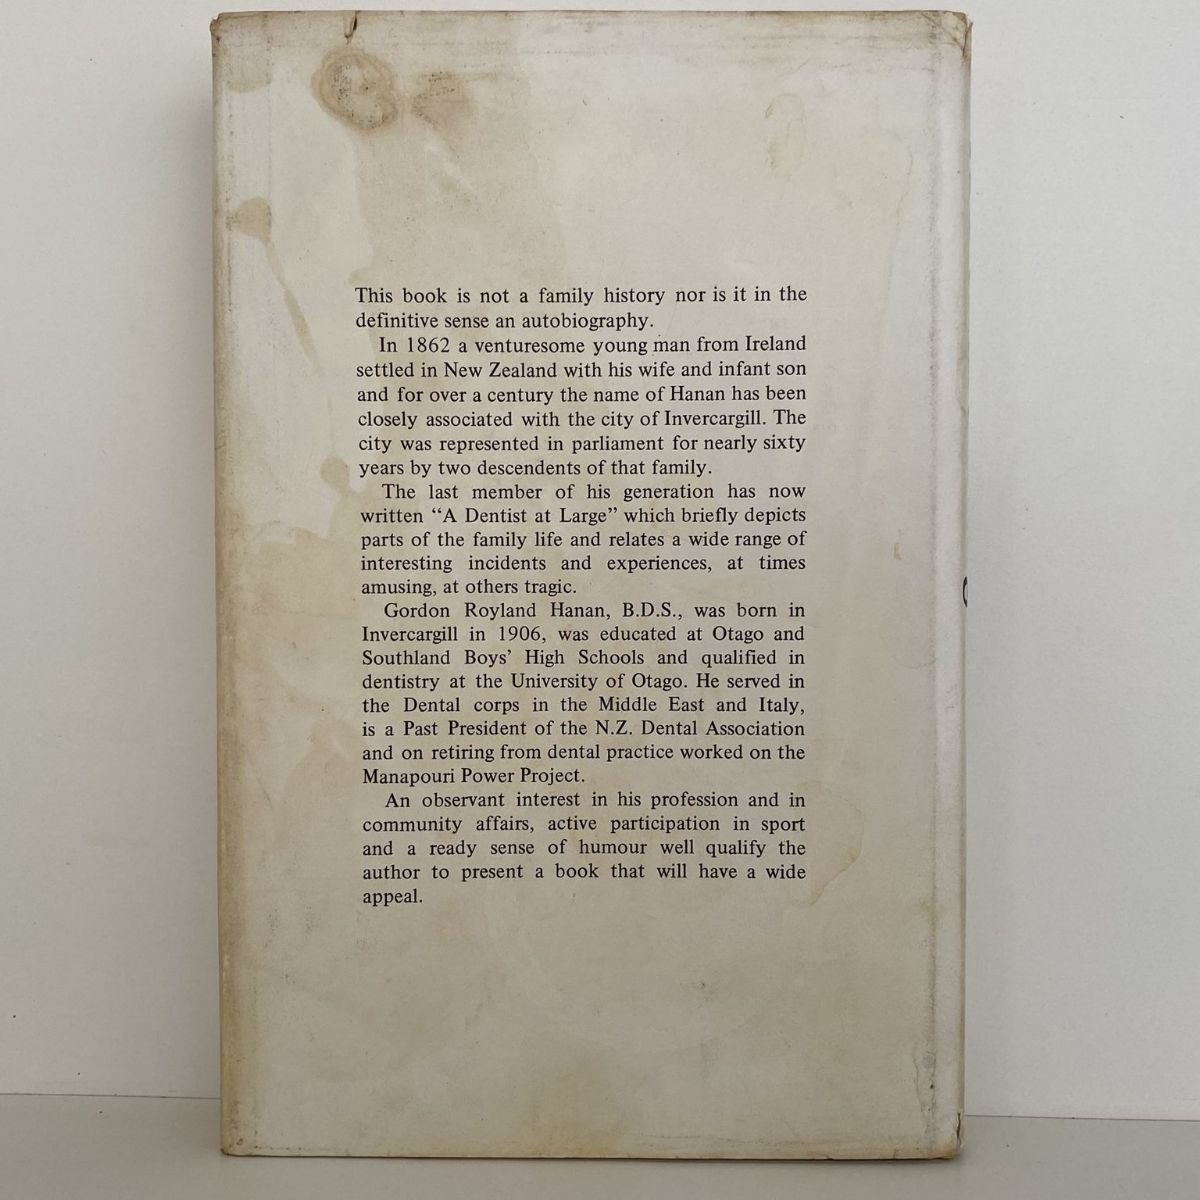 This book is not a family history nor is it in the
definitive sense an autobiography.
In 1862 a venturesome young man from Ireland
settled in New Zealand with his wife and infant son
and for over a century the name of Hanan has been
closely associated with the city of Invercargill. The
city was represented in parliament for nearly sixty
years by two descendents of that family.
The last member of his generation has now
written “A Dentist at Large” which briefly depicts
parts of the family life and relates a wide range of
interesting incidents and experiences, at times
amusing, at others tragic.
Gordon Royland Hanan, B.D.S., was born in
Invercargill in 1906, was educated at Otago and
Southland Boys’ High Schools and qualified in
dentistry at the University of Otago. He served in
the Dental corps in the Middle East and Italy,
is a Past President of the N.Z. Dental Association
and on retiring from dental practice worked on the
Manapouri Power Project.
An observant interest in his profession and in
community affairs, active participation in sport
and a ready sense of humour well qualify the
author to present a book that will have a wide
appeal.